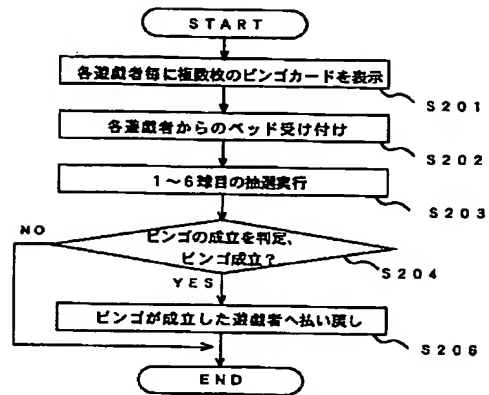 START
各遊戯者毎に複数枚のビンゴカードを表示
S201
各遊戯者からのベッド受け付け
S202
1~6球目の抽選実行
S203
NO
ビンゴの成立を判定、
ビンゴ成立?
S204
YES
ビンゴが成立した遊戯者へ払い戻し
S206
END